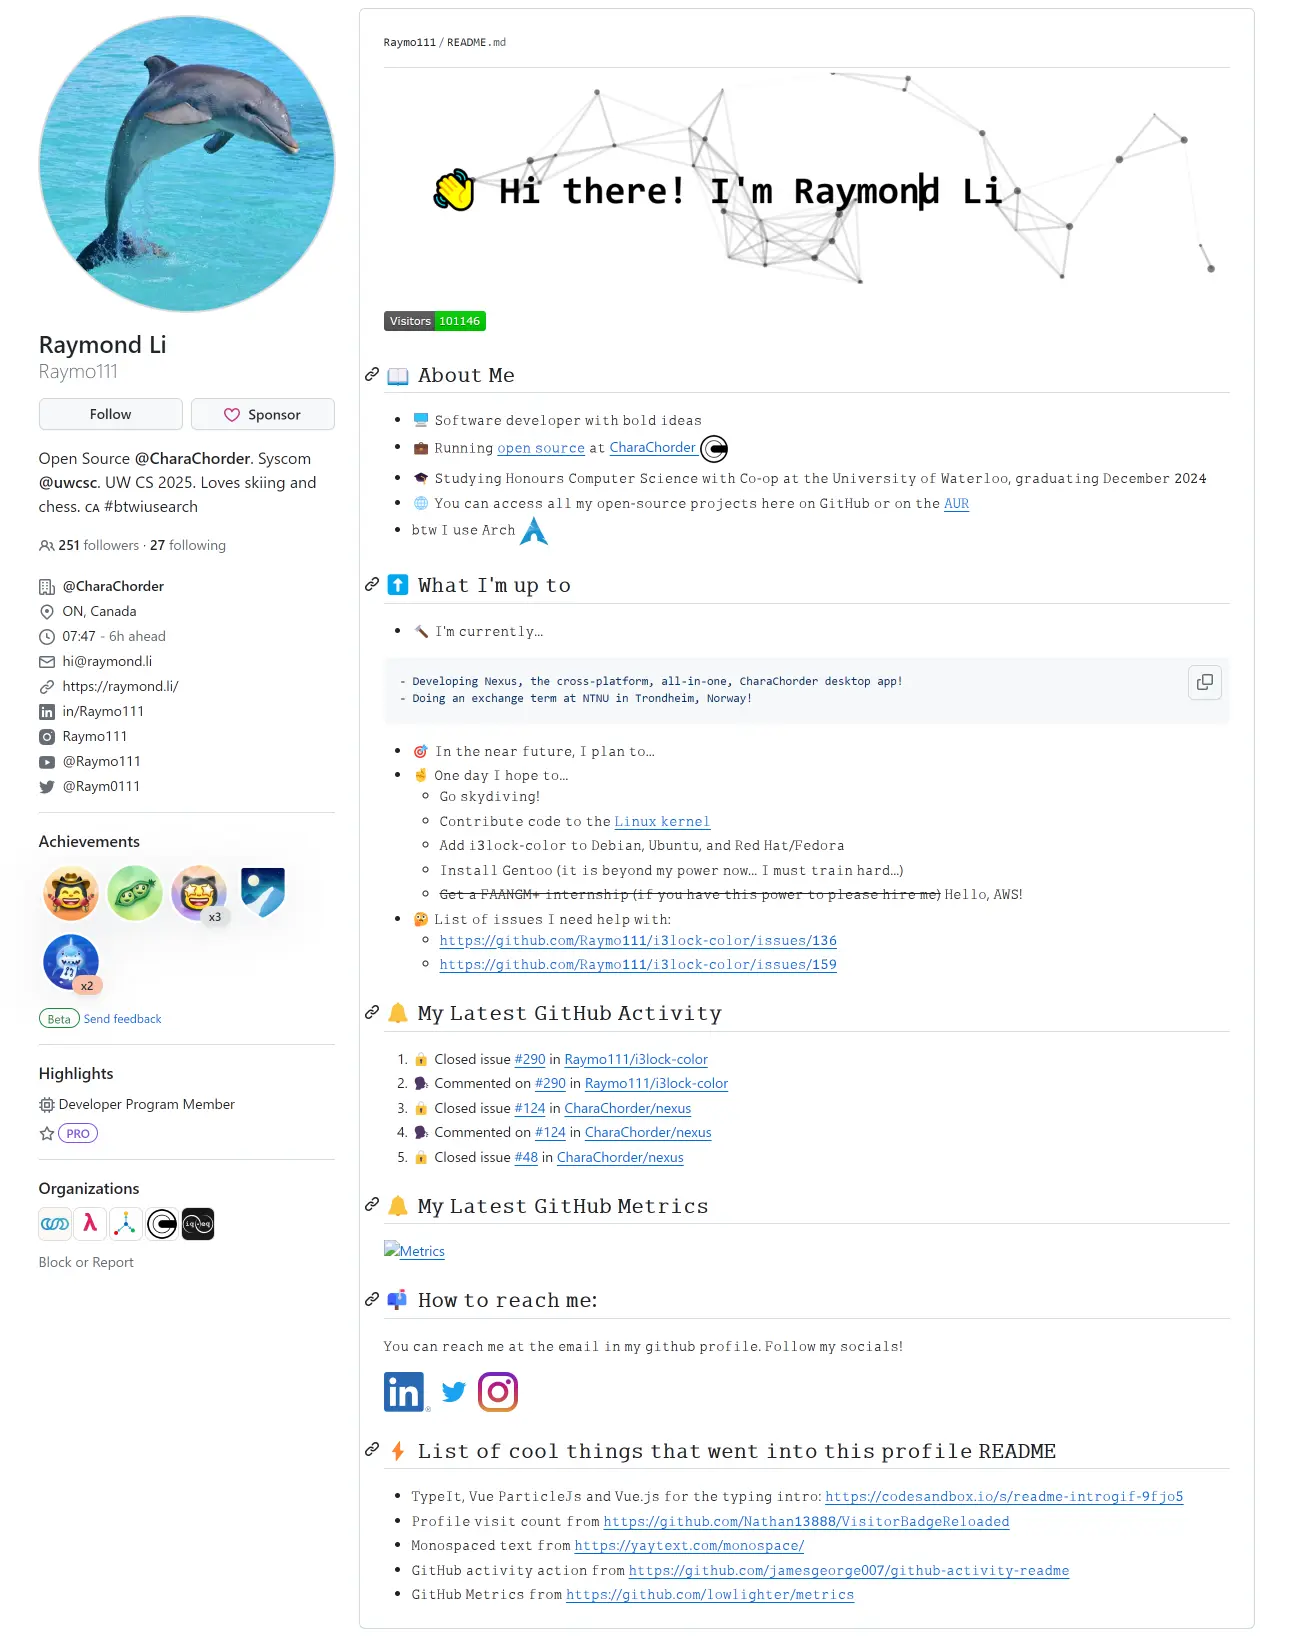 Raymond Li
Raymo111
Follow
Sponsor
Open Source @CharaChorder. Syscom
@uwcsc. UW CS 2025. Loves skiing and
chess. ᴄᴀ #btwiusearch
251 followers · 27 following
@CharaChorder
ON, Canada
07:47 - 6h ahead
hi@raymond.li
https://raymond.li/
in/Raymo111
Raymo111
@Raymo111
@Raym0111
Achievements
x3
x2
Beta Send feedback
Highlights
Developer Program Member
PRO
Organizations
Block or Report
Raymo111 / README.md
👋 Hi there! I'm Raymond Li
Visitors 101146
📖 About Me
🖥️ Software developer with bold ideas
💼 Running open source at CharaChorder
🎓 Studying Honours Computer Science with Co-op at the University of Waterloo, graduating December 2024
🌐 You can access all my open-source projects here on GitHub or on the AUR
btw I use Arch
⬆️ What I'm up to
🔨 I'm currently...
- Developing Nexus, the cross-platform, all-in-one, CharaChorder desktop app!
- Doing an exchange term at NTNU in Trondheim, Norway!
🎯 In the near future, I plan to...
🤞 One day I hope to...
Go skydiving!
Contribute code to the Linux kernel
Add i3lock-color to Debian, Ubuntu, and Red Hat/Fedora
Install Gentoo (it is beyond my power now... I must train hard...)
Get a FAANGM+ internship (if you have this power to please hire me) Hello, AWS!
🤔 List of issues I need help with:
https://github.com/Raymo111/i3lock-color/issues/136
https://github.com/Raymo111/i3lock-color/issues/159
🔔 My Latest GitHub Activity
1. 🔒 Closed issue #290 in Raymo111/i3lock-color
2. 🗣 Commented on #290 in Raymo111/i3lock-color
3. 🔒 Closed issue #124 in CharaChorder/nexus
4. 🗣 Commented on #124 in CharaChorder/nexus
5. 🔒 Closed issue #48 in CharaChorder/nexus
🔔 My Latest GitHub Metrics
Metrics
📬 How to reach me:
You can reach me at the email in my github profile. Follow my socials!
in
⚡ List of cool things that went into this profile README
TypeIt, Vue ParticleJs and Vue.js for the typing intro: https://codesandbox.io/s/readme-introgif-9fjo5
Profile visit count from https://github.com/Nathan13888/VisitorBadgeReloaded
Monospaced text from https://yaytext.com/monospace/
GitHub activity action from https://github.com/jamesgeorge007/github-activity-readme
GitHub Metrics from https://github.com/lowlighter/metrics